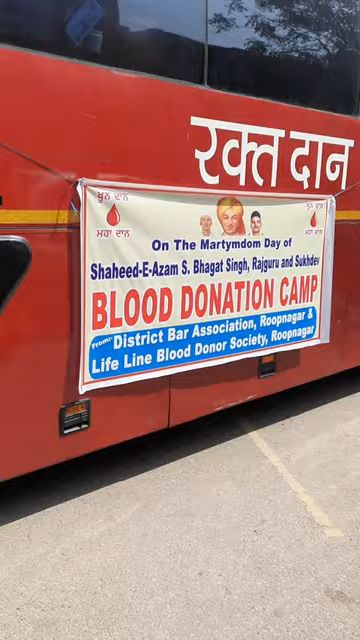 रक्त दान
ਖੂਨ ਦਾਨ
ਮਹਾਂ ਦਾਨ
ਖੂਨ ਦਾਨ
ਮਹਾਂ ਦਾਨ
On The Martymdom Day of
Shaheed-E-Azam S. Bhagat Singh, Rajguru and Sukhdev
BLOOD DONATION CAMP
From:- District Bar Association, Roopnagar &
Life Line Blood Donor Society, Roopnagar